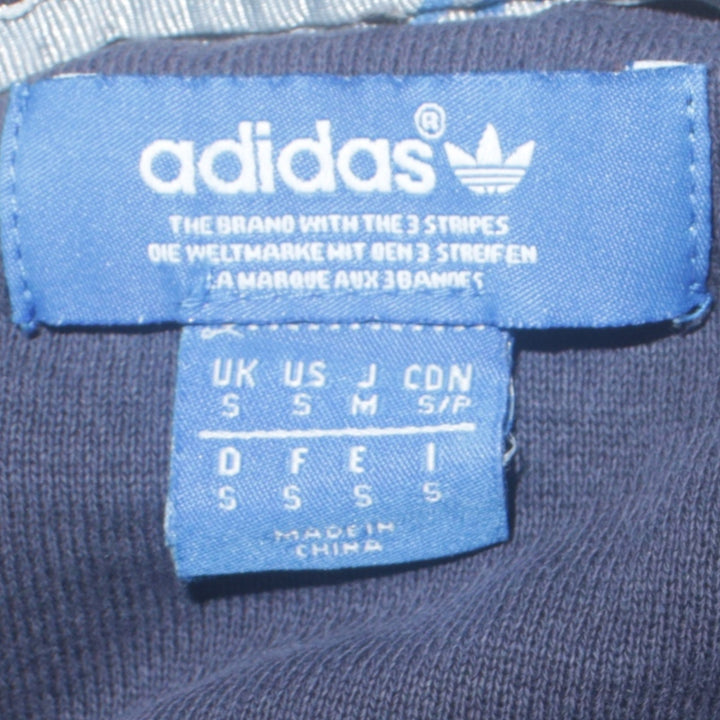 adidas®
THE BRAND WITH THE 3 STRIPES
DIE WELTMARKE MIT DEN 3 STREIFEN
LA MARQUE AUX 3 BANDES
UK US J CDN
S S M S/P
D F E I
S S S S
MADE IN
CHINA